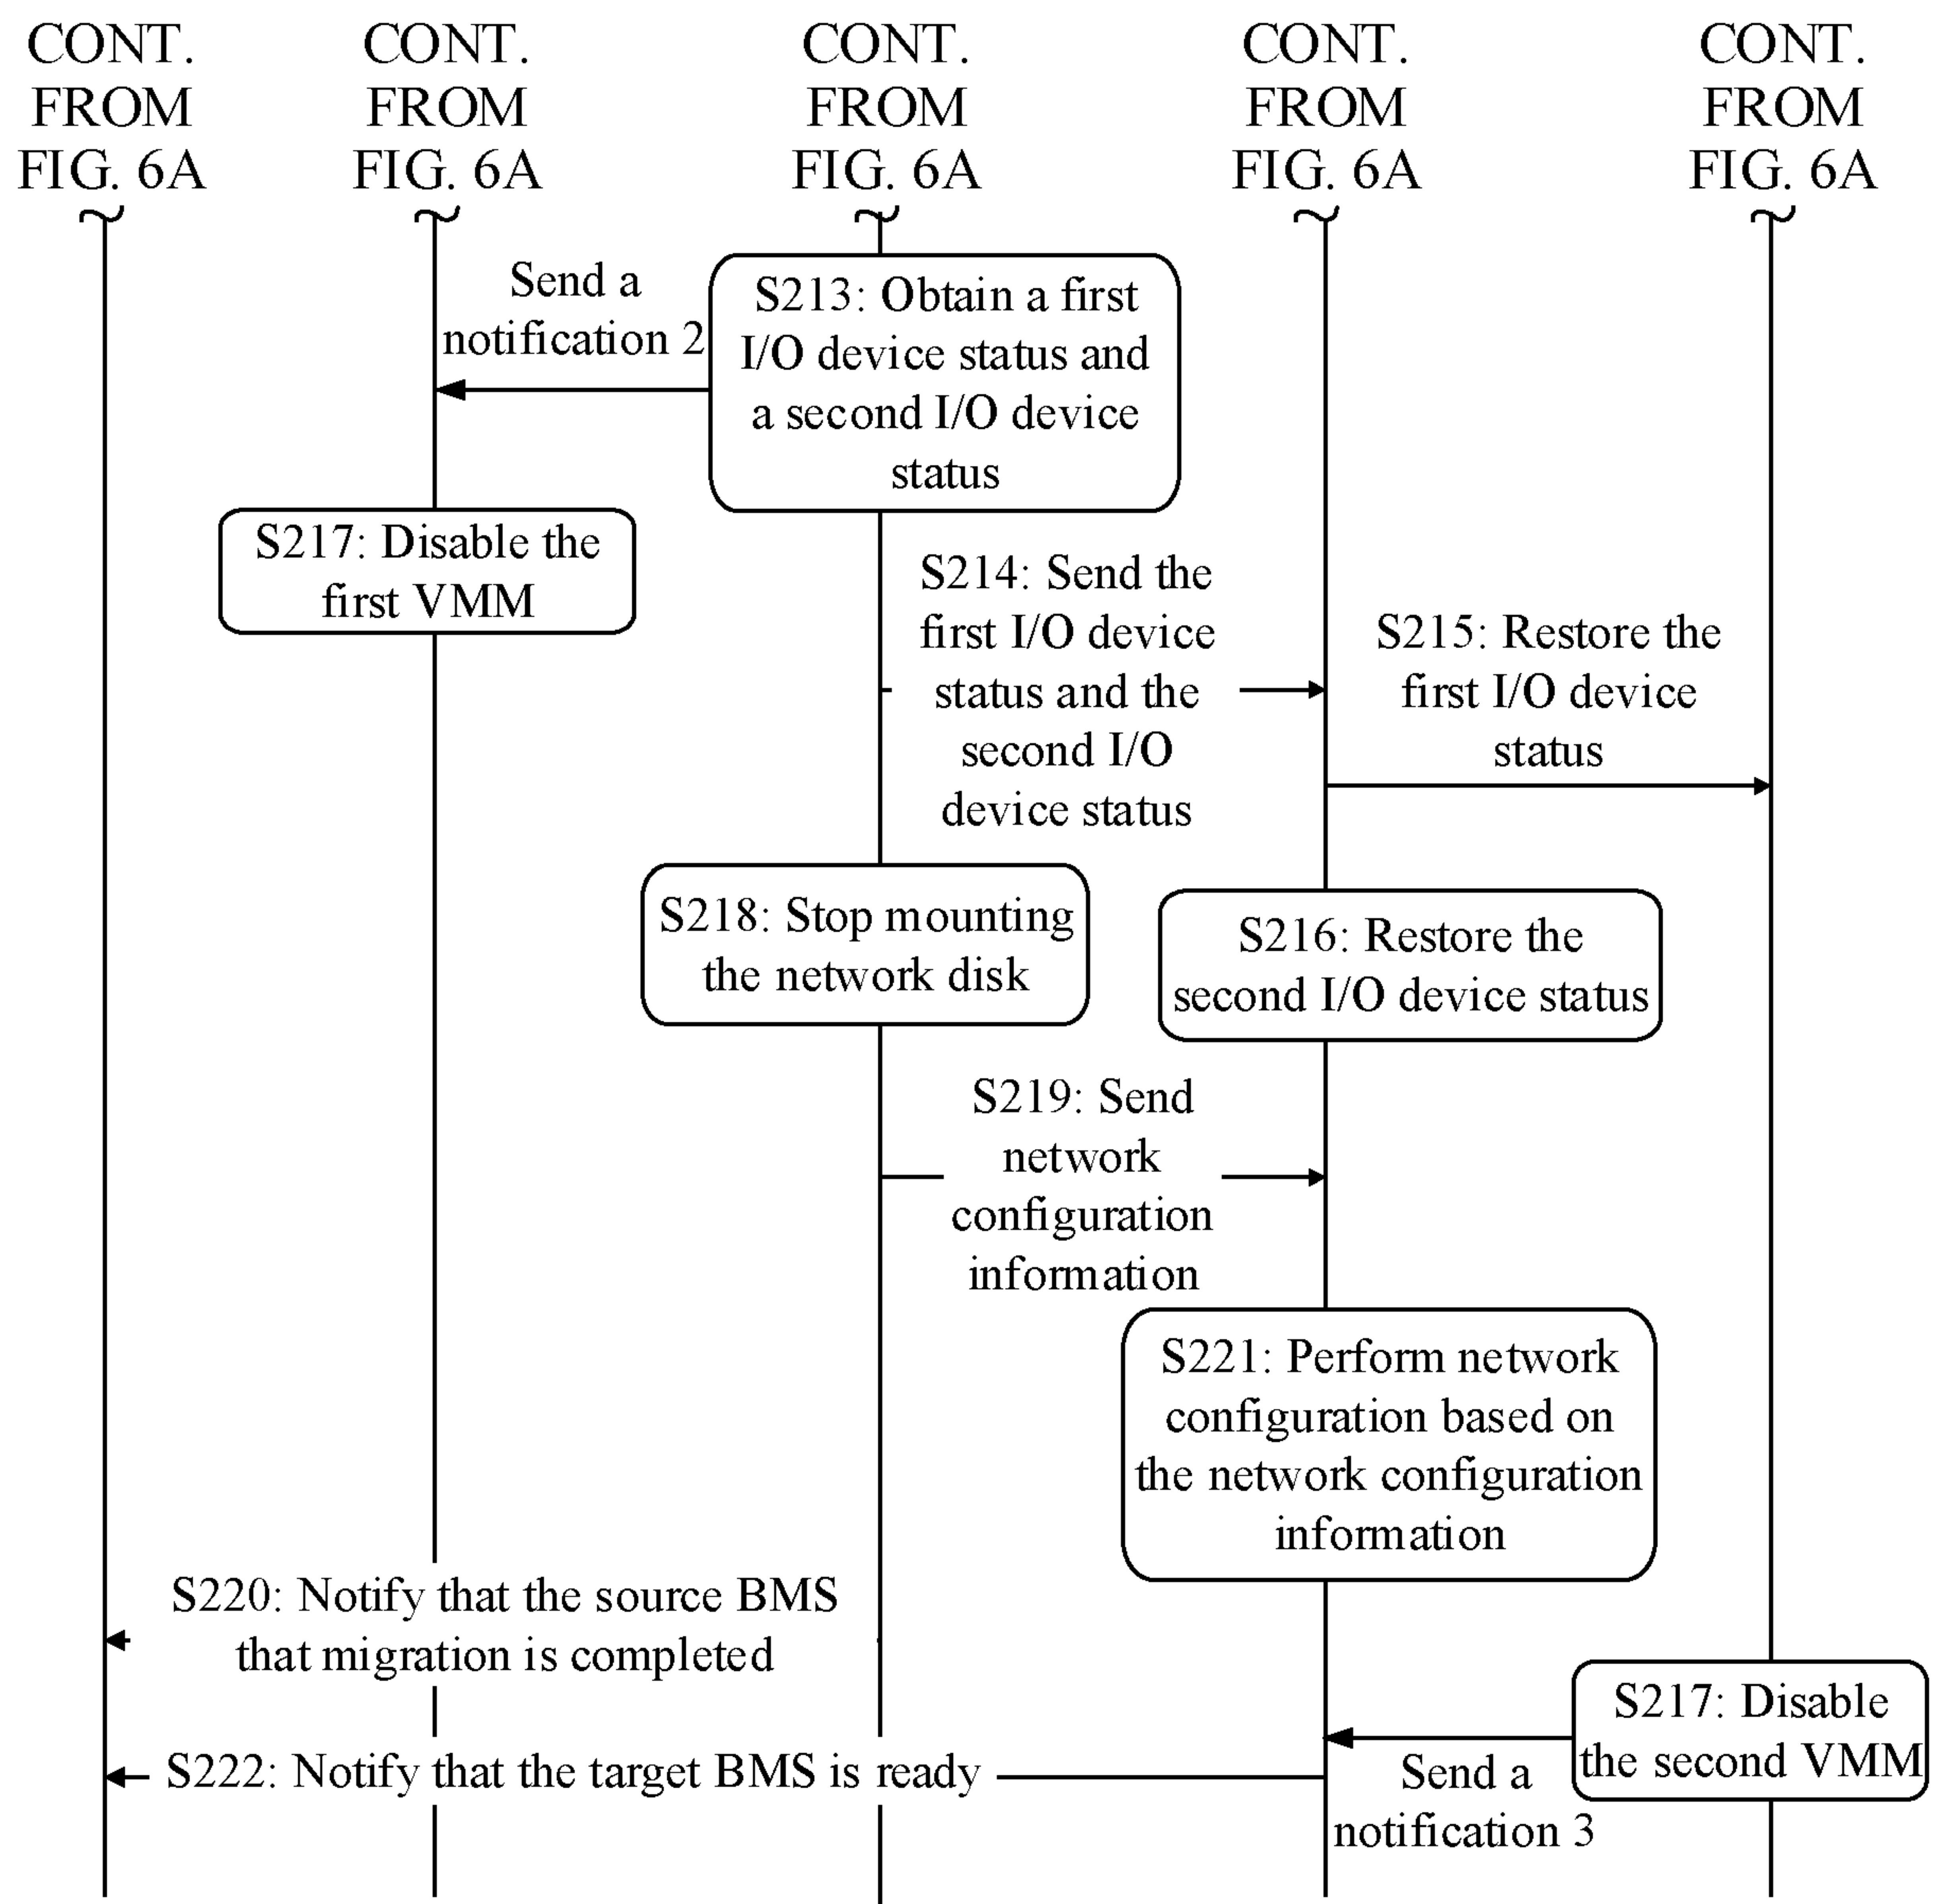 CONT.
FROM
FIG. 6A
CONT.
FROM
FIG. 6A
CONT.
FROM
FIG. 6A
CONT.
FROM
FIG. 6A
CONT.
FROM
FIG. 6A
Send a
notification 2
S213: Obtain a first
I/O device status and
a second I/O device
status
S217: Disable the
first VMM
S214: Send the
first I/O device
status and the
second I/O
device status
S215: Restore the
first I/O device
status
S218: Stop mounting
the network disk
S216: Restore the
second I/O device status
S219: Send
network
configuration
information
S221: Perform network
configuration based on
the network configuration
information
S220: Notify that the source BMS
that migration is completed
S217: Disable
the second VMM
S222: Notify that the target BMS is ready
Send a
notification 3